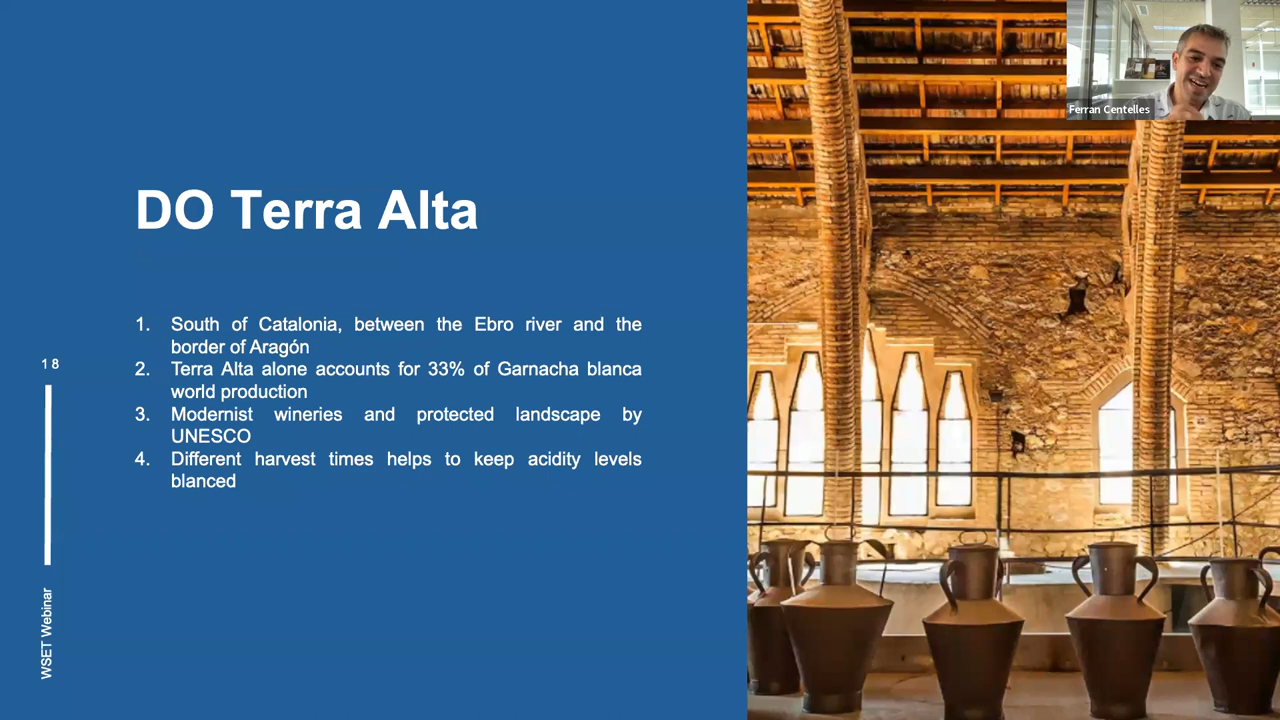 Ferran Centelles
DO Terra Alta
1. South of Catalonia, between the Ebro river and the
border of Aragón
2. Terra Alta alone accounts for 33% of Garnacha blanca
world production
3. Modernist wineries and protected landscape by
UNESCO
4. Different harvest times helps to keep acidity levels
blanced
18
WSET Webinar